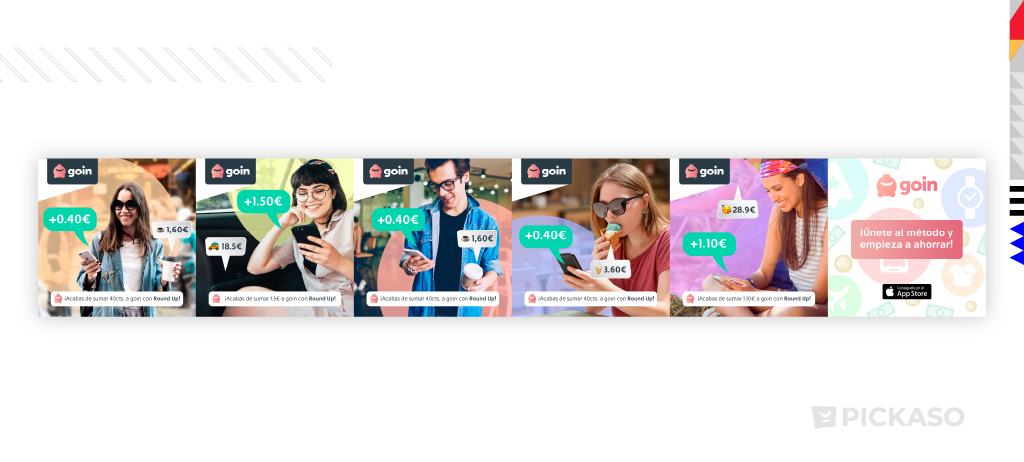 goin
+0.40€
1,60€
¡Acabas de sumar 40cts. a goin con Round Up!
goin
+1.50€
18.5€
¡Acabas de sumar 1.5€ a goin con Round Up!
goin
+0.40€
1,60€
¡Acabas de sumar 40cts. a goin con Round Up!
goin
+0.40€
3.60€
¡Acabas de sumar 40cts. a goin con Round Up!
goin
28.9€
+1.10€
¡Acabas de sumar 1.10€ a goin con Round Up!
goin
¡Únete al método y
empieza a ahorrar!
Consíguelo en el
App Store
PICKASO